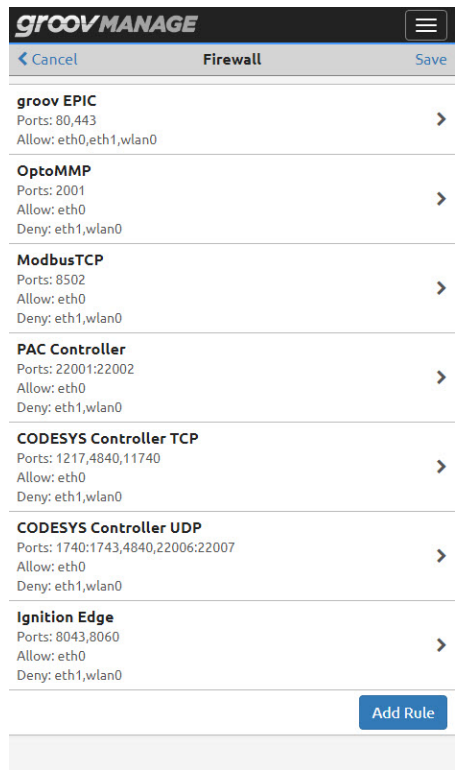 groov MANAGE
Cancel Firewall Save
groov EPIC
Ports: 80,443
Allow: eth0,eth1,wlan0
OptoMMP
Ports: 2001
Allow: eth0
Deny: eth1,wlan0
ModbusTCP
Ports: 8502
Allow: eth0
Deny: eth1,wlan0
PAC Controller
Ports: 22001:22002
Allow: eth0
Deny: eth1,wlan0
CODESYS Controller TCP
Ports: 1217,4840,11740
Allow: eth0
Deny: eth1,wlan0
CODESYS Controller UDP
Ports: 1740:1743,4840,22006:22007
Allow: eth0
Deny: eth1,wlan0
Ignition Edge
Ports: 8043,8060
Allow: eth0
Deny: eth1,wlan0
Add Rule